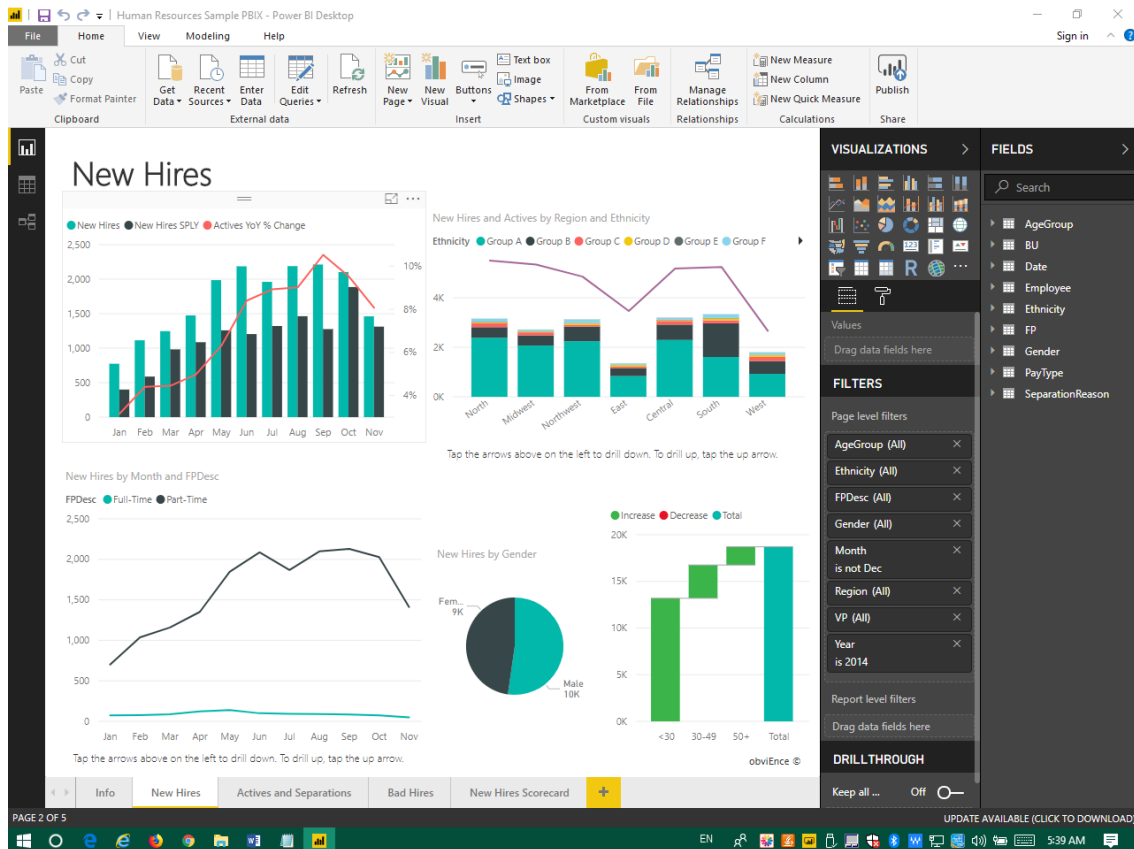 Human Resources Sample PBIX - Power BI Desktop
File Home View Modeling Help Sign in
Paste
Cut
Copy
Format Painter
Clipboard
Get Data
Recent Sources
Enter Data
Edit Queries
Refresh
External data
New Page
New Visual
Buttons
Text box
Image
Shapes
Insert
From Marketplace
From File
Custom visuals
Manage Relationships
Relationships
New Measure
New Column
New Quick Measure
Calculations
Publish
Share
New Hires
New Hires New Hires SPLY Actives YoY % Change
2,500
2,000
1,500
1,000
500
0
10%
8%
6%
4%
Jan Feb Mar Apr May Jun Jul Aug Sep Oct Nov
New Hires and Actives by Region and Ethnicity
Ethnicity Group A Group B Group C Group D Group E Group F
4K
2K
0K
North Midwest Northwest East Central South West
Tap the arrows above on the left to drill down. To drill up, tap the up arrow.
New Hires by Month and FPDesc
FPDesc Full-Time Part-Time
2,500
2,000
1,500
1,000
500
0
Jan Feb Mar Apr May Jun Jul Aug Sep Oct Nov
Tap the arrows above on the left to drill down. To drill up, tap the up arrow.
New Hires by Gender
Fem...
9K
Male
10K
Increase Decrease Total
20K
15K
10K
5K
0K
<30 30-49 50+ Total
obviEnce ©
VISUALIZATIONS
123
R
Values
Drag data fields here
FILTERS
Page level filters
AgeGroup (All)
Ethnicity (All)
FPDesc (All)
Gender (All)
Month
is not Dec
Region (All)
VP (All)
Year
is 2014
Report level filters
Drag data fields here
DRILLTHROUGH
Keep all ... Off
FIELDS
Search
AgeGroup
BU
Date
Employee
Ethnicity
FP
Gender
PayType
SeparationReason
Info New Hires Actives and Separations Bad Hires New Hires Scorecard +
PAGE 2 OF 5 UPDATE AVAILABLE (CLICK TO DOWNLOAD)
EN 5:39 AM